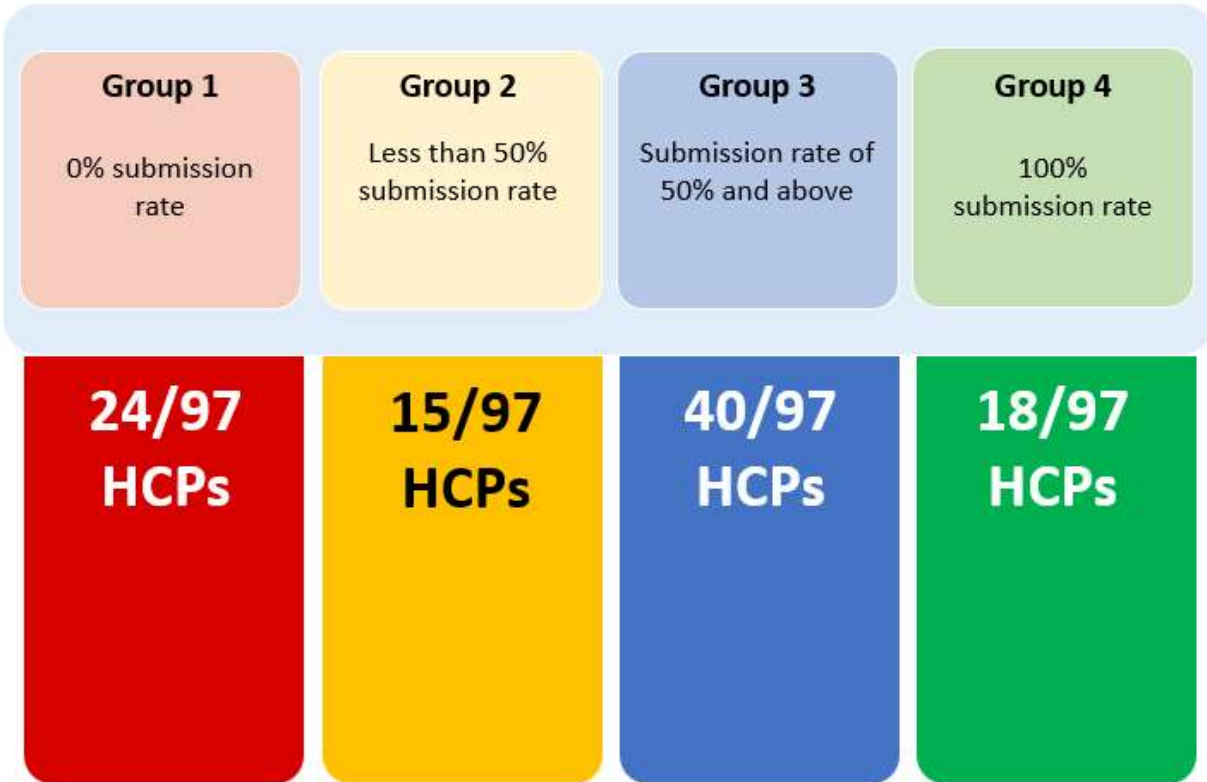 Group 1
0% submission
rate
Group 2
Less than 50%
submission rate
Group 3
Submission rate of
50% and above
Group 4
100%
submission rate
24/97
HCPs
15/97
HCPs
40/97
HCPs
18/97
HCPs